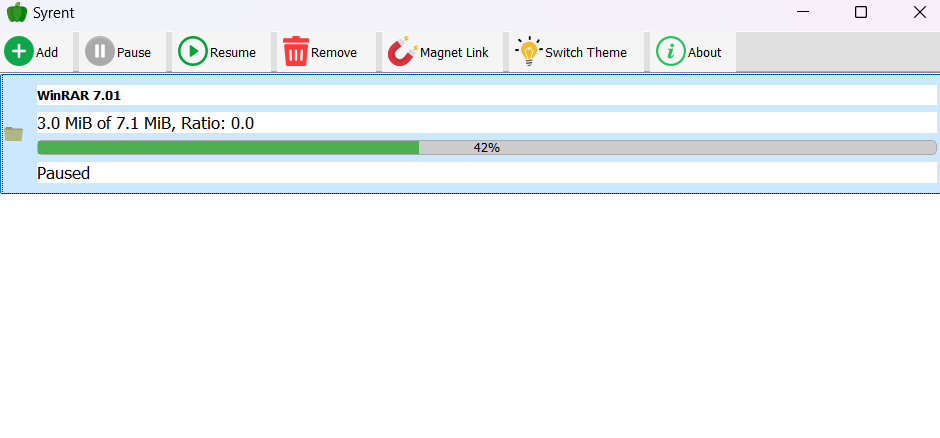 Syrent
Add Pause Resume Remove Magnet Link Switch Theme About
WinRAR 7.01
3.0 MiB of 7.1 MiB, Ratio: 0.0
42%
Paused